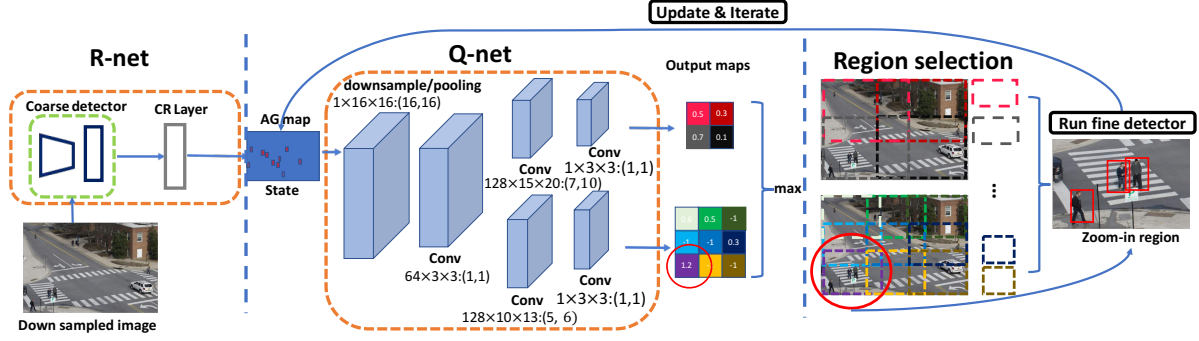 Update & Iterate
R-net
Q-net
Region selection
Coarse detector
CR Layer
AG map
State
Down sampled image
downsample/pooling
1×16×16:(16,16)
Conv
64×3×3:(1,1)
Conv
128×15×20:(7,10)
Conv
1×3×3:(1,1)
Conv
128×10×13:(5, 6)
Conv
1×3×3:(1,1)
Output maps
0.5 0.3
0.7 0.1
0.5 -1
-1 -1 0.3
1.2 -1
max
⋮
Run fine detector
Zoom-in region